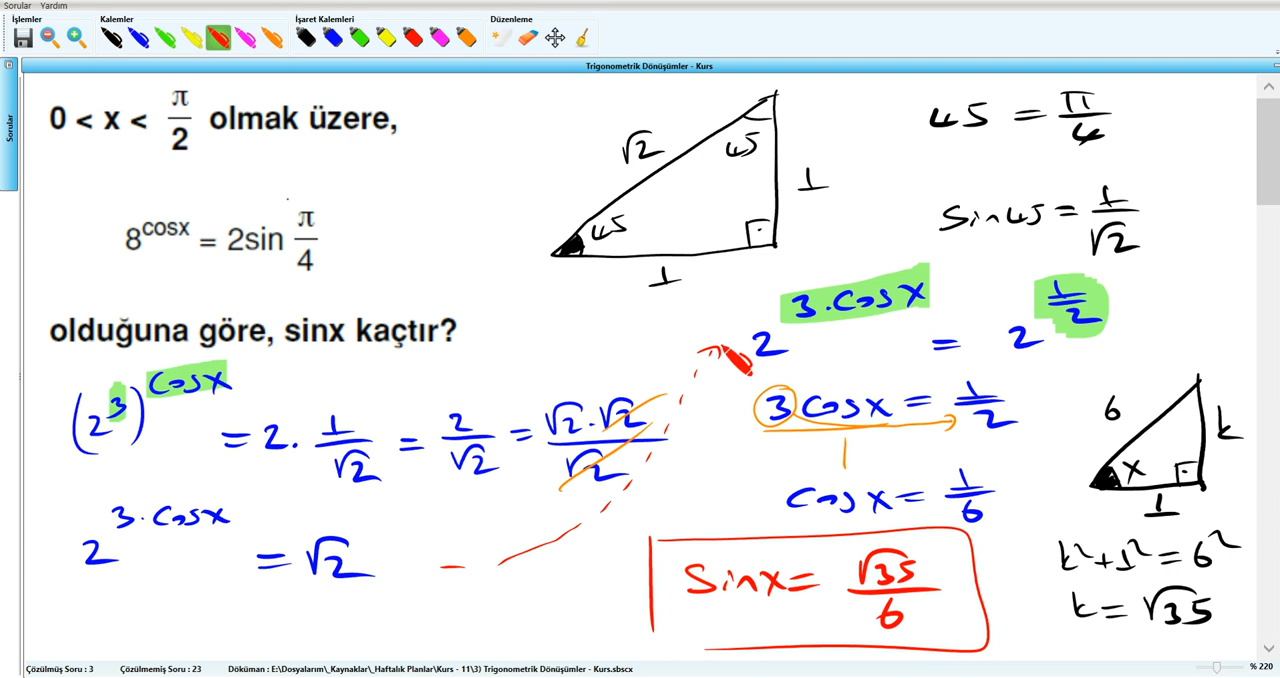 Sorular Yardım
İşlemler Kalemler İşaret Kalemleri Düzenleme
Trigonometrik Dönüşümler - Kurs
Sorular
0 < x < π/2 olmak üzere,
8^cosx = 2sin π/4
olduğuna göre, sinx kaçtır?
(2^3)^cosx = 2 . 1/√2 = 2/√2 = √2 . √2/√2
2^3.cosx = √2
√2
45
45
1
1
45 = π/4
sin45 = 1/√2
2^3.cosx = 2^1/2
3cosx = 1/2
cosx = 1/6
sinx = √35/6
6
k
x
1
k²+1² = 6²
k = √35
Çözülmüş Soru : 3 Çözülmemiş Soru : 23 Döküman : E:\Dosyalarım\_Kaynaklar\_Haftalık Planlar\Kurs - 11\3) Trigonometrik Dönüşümler - Kurs.sbscx % 220